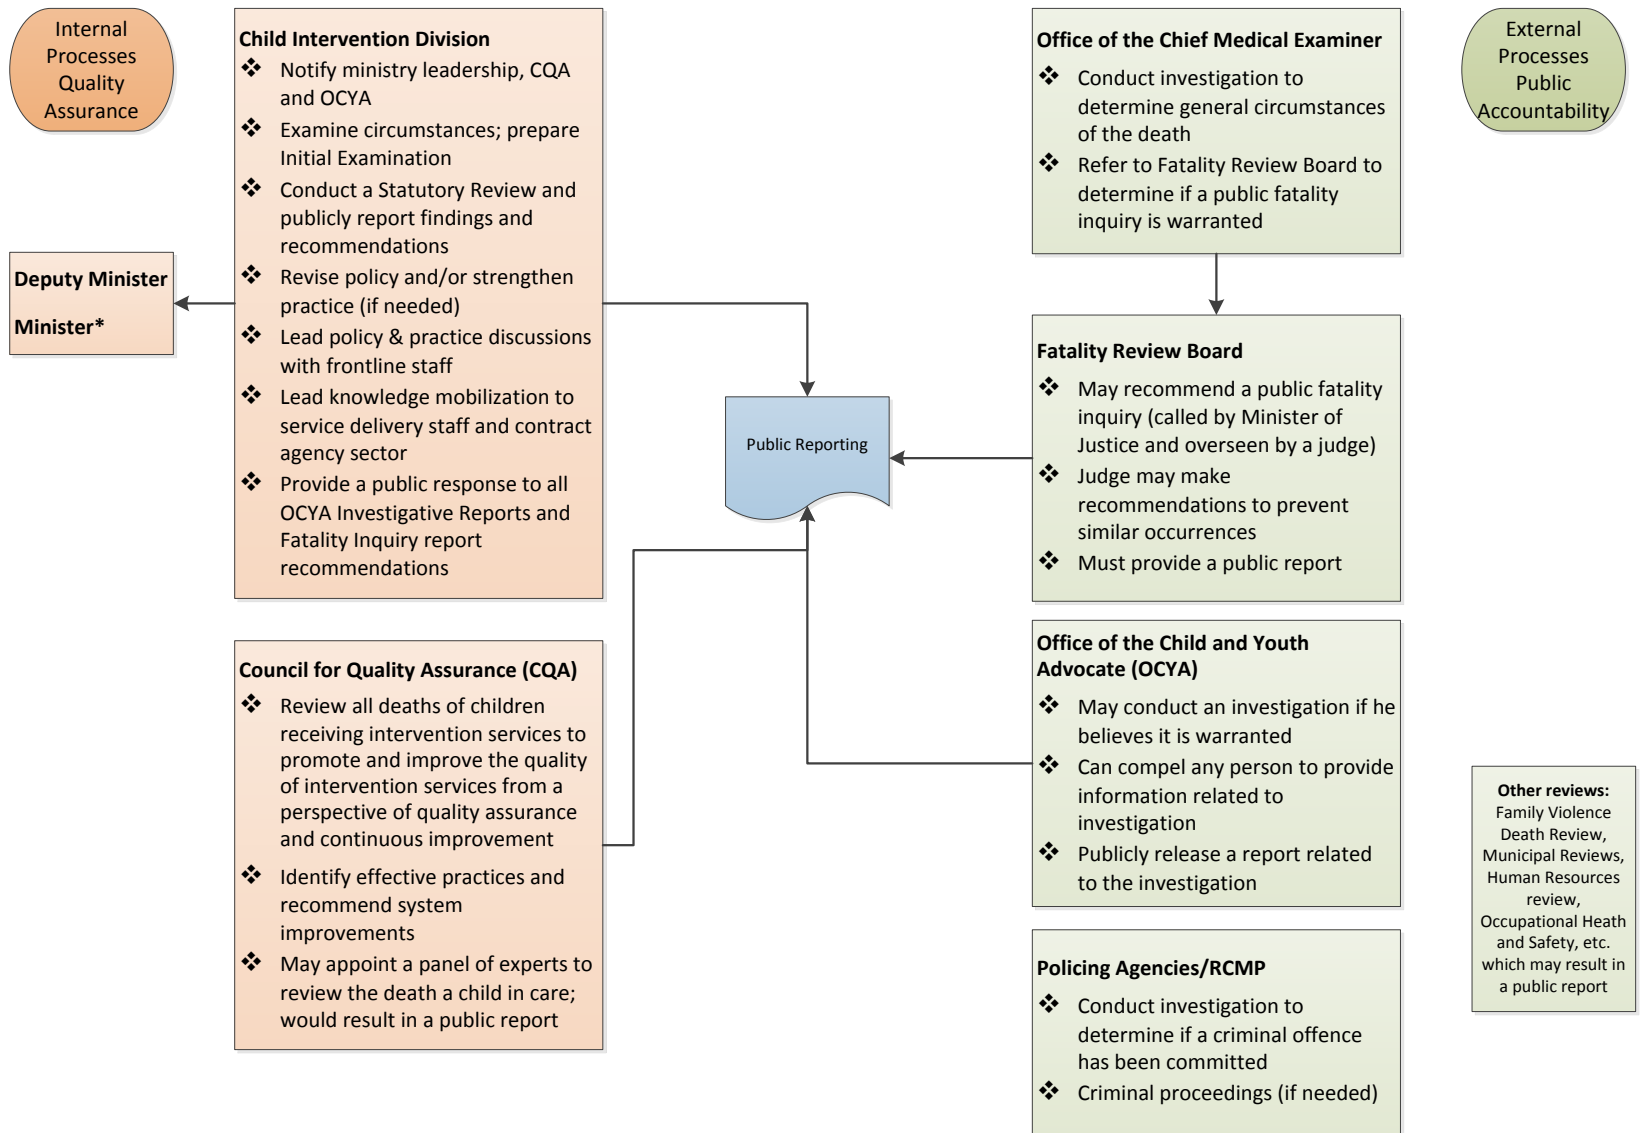 Internal
Processes
Quality
Assurance
Child Intervention Division
❖ Notify ministry leadership, CQA
and OCYA
❖ Examine circumstances; prepare
Initial Examination
❖ Conduct a Statutory Review and
publicly report findings and
recommendations
❖ Revise policy and/or strengthen
practice (if needed)
❖ Lead policy & practice discussions
with frontline staff
❖ Lead knowledge mobilization to
service delivery staff and contract
agency sector
❖ Provide a public response to all
OCYA Investigative Reports and
Fatality Inquiry report
recommendations
Deputy Minister
Minister*
Council for Quality Assurance (CQA)
❖ Review all deaths of children
receiving intervention services to
promote and improve the quality
of intervention services from a
perspective of quality assurance
and continuous improvement
❖ Identify effective practices and
recommend system
improvements
❖ May appoint a panel of experts to
review the death a child in care;
would result in a public report
Public Reporting
Office of the Chief Medical Examiner
❖ Conduct investigation to
determine general circumstances
of the death
❖ Refer to Fatality Review Board to
determine if a public fatality
inquiry is warranted
Fatality Review Board
❖ May recommend a public fatality
inquiry (called by Minister of
Justice and overseen by a judge)
❖ Judge may make
recommendations to prevent
similar occurrences
❖ Must provide a public report
Office of the Child and Youth
Advocate (OCYA)
❖ May conduct an investigation if he
believes it is warranted
❖ Can compel any person to provide
information related to
investigation
❖ Publicly release a report related
to the investigation
Policing Agencies/RCMP
❖ Conduct investigation to
determine if a criminal offence
has been committed
❖ Criminal proceedings (if needed)
External
Processes
Public
Accountability
Other reviews:
Family Violence
Death Review,
Municipal Reviews,
Human Resources
review,
Occupational Heath
and Safety, etc.
which may result in
a public report